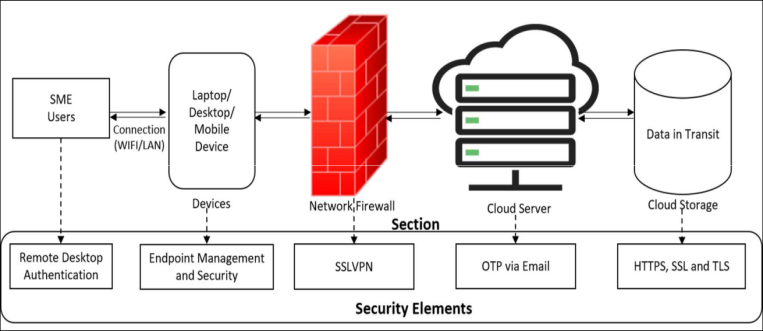 SME
Users
Connection
(WIFI/LAN)
Laptop/
Desktop/
Mobile
Device
Data in Transit
Devices
Network Firewall
Cloud Server
Cloud Storage
Section
Remote Desktop
Authentication
Endpoint Management
and Security
SSLVPN
OTP via Email
HTTPS, SSL and TLS
Security Elements